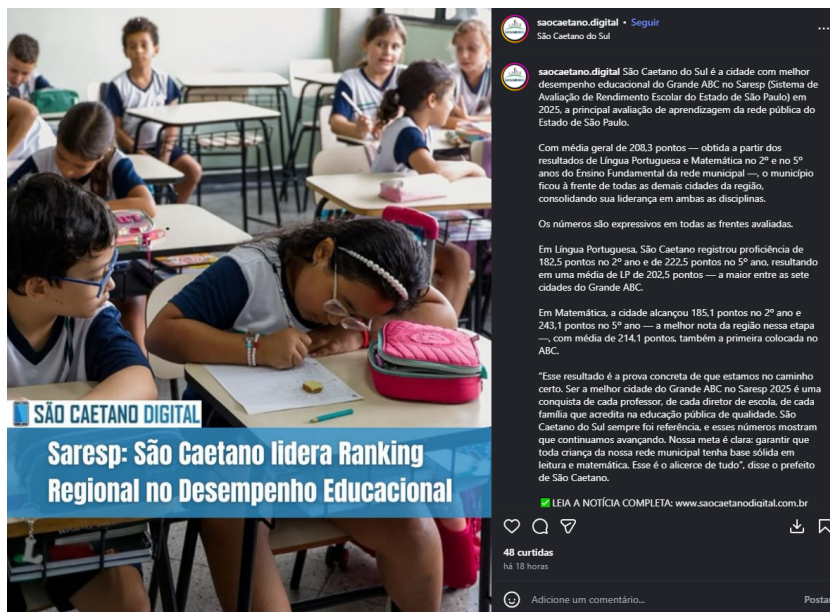 SÃO CAETANO DIGITAL
Saresp: São Caetano lidera Ranking
Regional no Desempenho Educacional
saocaetano.digital • Seguir
São Caetano do Sul
saocaetano.digital São Caetano do Sul é a cidade com melhor
desempenho educacional do Grande ABC no Saresp (Sistema de
Avaliação de Rendimento Escolar do Estado de São Paulo) em
2025, a principal avaliação de aprendizagem da rede pública do
Estado de São Paulo.
Com média geral de 208,3 pontos — obtida a partir dos
resultados de Língua Portuguesa e Matemática no 2º e no 5º
anos do Ensino Fundamental da rede municipal —, o município
ficou à frente de todas as demais cidades da região,
consolidando sua liderança em ambas as disciplinas.
Os números são expressivos em todas as frentes avaliadas.
Em Língua Portuguesa, São Caetano registrou proficiência de
182,5 pontos no 2º ano e de 222,5 pontos no 5º ano, resultando
em uma média de LP de 202,5 pontos — a maior entre as sete
cidades do Grande ABC.
Em Matemática, a cidade alcançou 185,1 pontos no 2º ano e
243,1 pontos no 5º ano — a melhor nota da região nessa etapa
—, com média de 214,1 pontos, também a primeira colocada no
ABC.
"Esse resultado é a prova concreta de que estamos no caminho
certo. Ser a melhor cidade do Grande ABC no Saresp 2025 é uma
conquista de cada professor, de cada diretor de escola, de cada
família que acredita na educação pública de qualidade. São
Caetano do Sul sempre foi referência, e esses números mostram
que continuamos avançando. Nossa meta é clara: garantir que
toda criança da nossa rede municipal tenha base sólida em
leitura e matemática. Esse é o alicerce de tudo", disse o prefeito
de São Caetano.
✅ LEIA A NOTÍCIA COMPLETA: www.saocaetanodigital.com.br
48 curtidas
há 18 horas
Adicione um comentário...
Postar